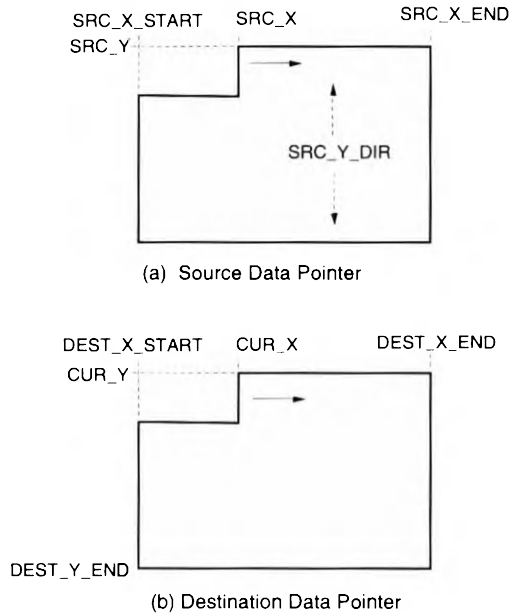 SRC_X_START SRC_X SRC_X_END
SRC_Y
SRC_Y_DIR
(a) Source Data Pointer
DEST_X_START CUR_X DEST_X_END
CUR_Y
DEST_Y_END
(b) Destination Data Pointer